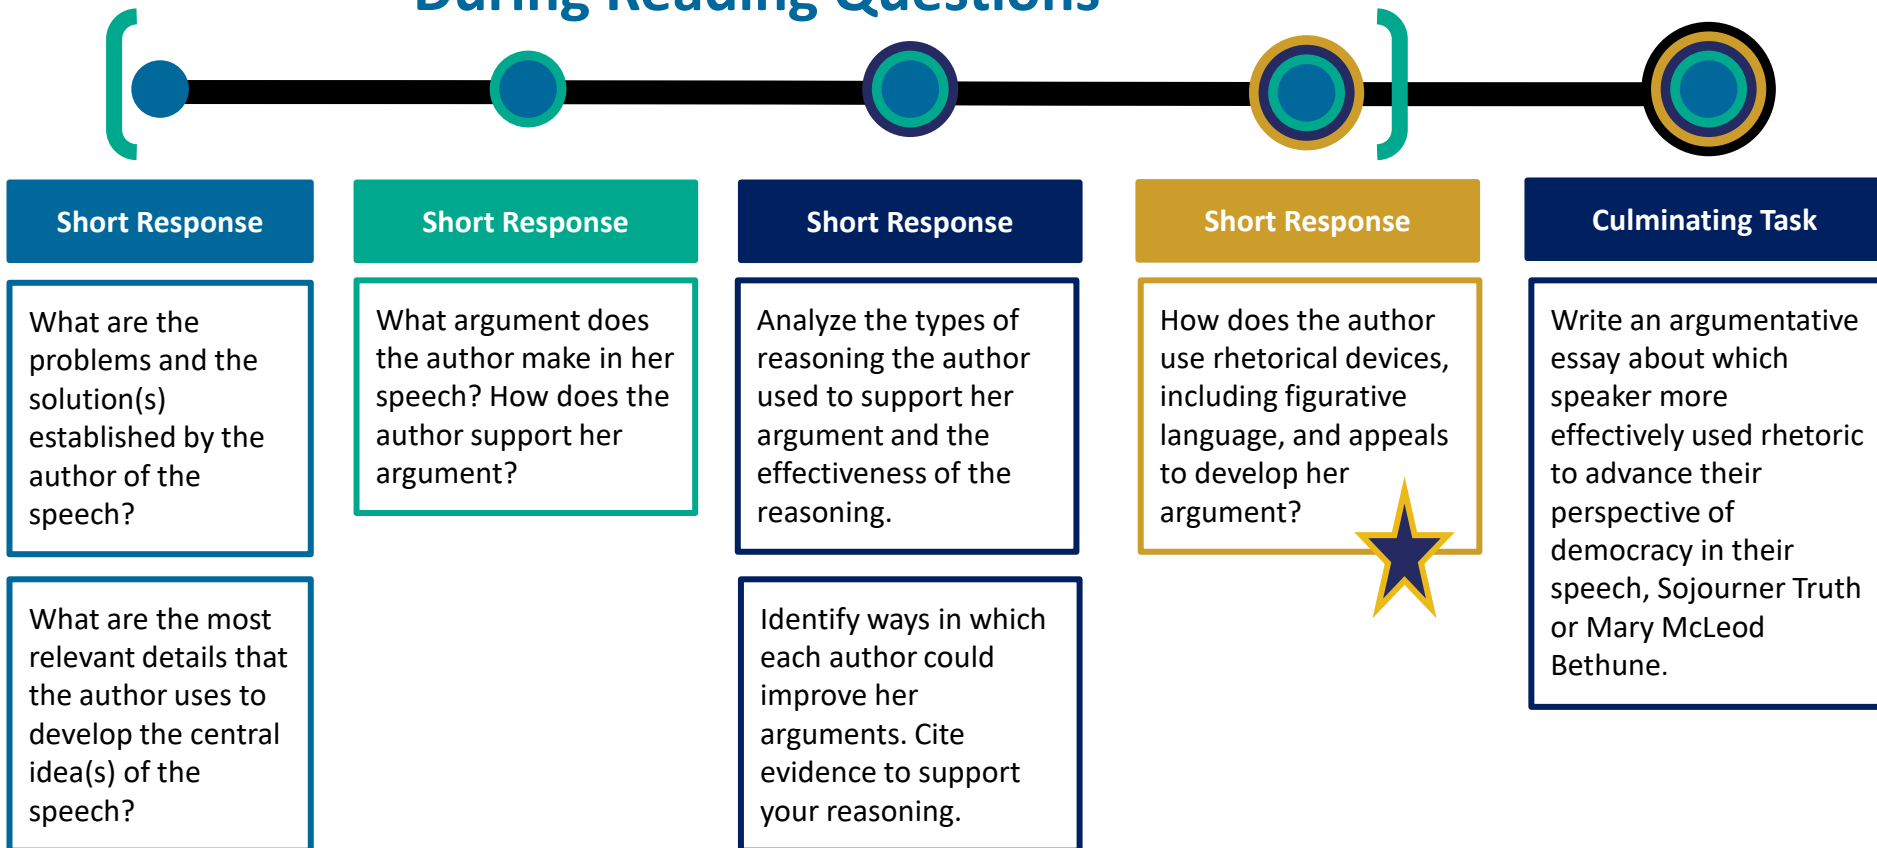 During Reading Questions
Short Response
What are the
problems and the
solution(s)
established by the
author of the
speech?
What are the most
relevant details that
the author uses to
develop the central
idea(s) of the
speech?
Short Response
What argument does
the author make in her
speech? How does the
author support her
argument?
Short Response
Analyze the types of
reasoning the author
used to support her
argument and the
effectiveness of the
reasoning.
Identify ways in which
each author could
improve her
arguments. Cite
evidence to support
your reasoning.
Short Response
How does the author
use rhetorical devices,
including figurative
language, and appeals
to develop her
argument?
Culminating Task
Write an argumentative
essay about which
speaker more
effectively used rhetoric
to advance their
perspective of
democracy in their
speech, Sojourner Truth
or Mary McLeod
Bethune.